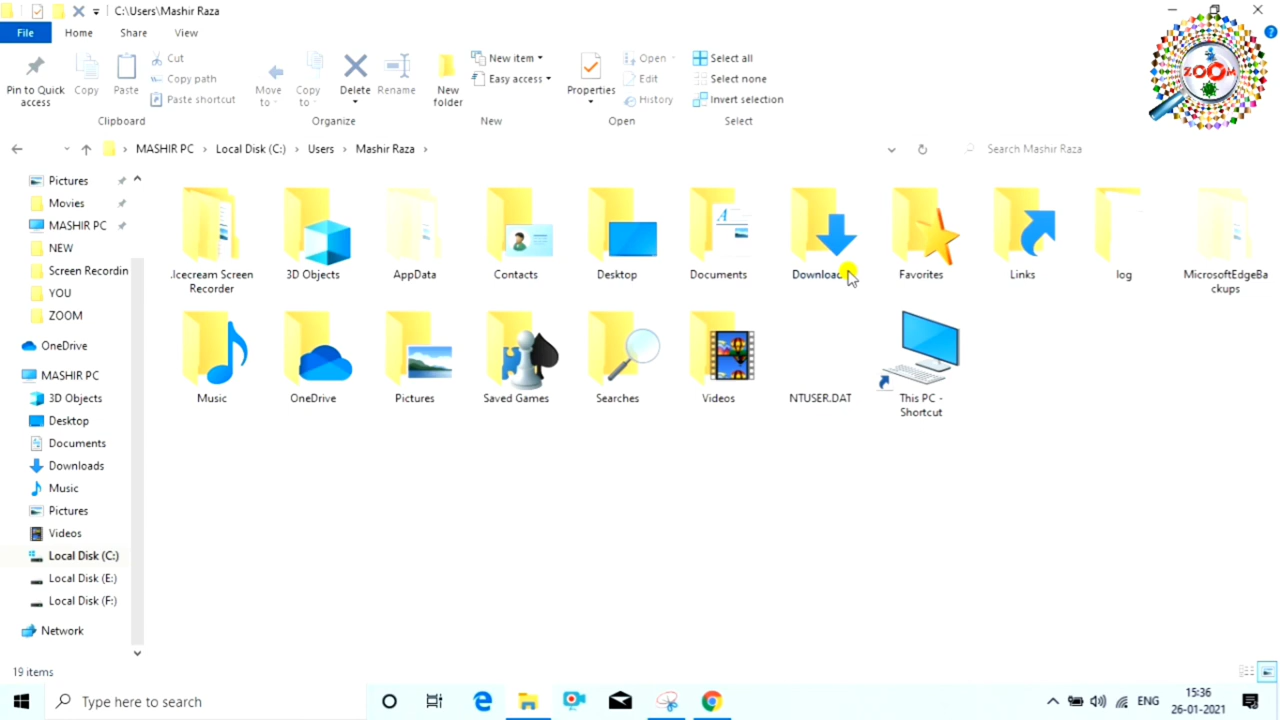 C:\Users\Mashir Raza
File Home Share View
Pin to Quick access
Copy
Paste
Cut
Copy path
Paste shortcut
Move to
Copy to
Delete
Rename
New folder
New item
Easy access
Properties
Open
Edit
History
Select all
Select none
Invert selection
Clipboard Organize New Open Select
MASHIR PC Local Disk (C:) Users Mashir Raza
Search Mashir Raza
ZOOM
Pictures
Movies
MASHIR PC
NEW
Screen Recordin
YOU
ZOOM
OneDrive
MASHIR PC
3D Objects
Desktop
Documents
Downloads
Music
Pictures
Videos
Local Disk (C:)
Local Disk (E:)
Local Disk (F:)
Network
.Icecream Screen Recorder
3D Objects
AppData
Contacts
Desktop
Documents
Download
Favorites
Links
log
MicrosoftEdgeBa
ckups
Music
OneDrive
Pictures
Saved Games
Searches
Videos
NTUSER.DAT
This PC - Shortcut
19 items
Type here to search
ENG
15:36
26-01-2021